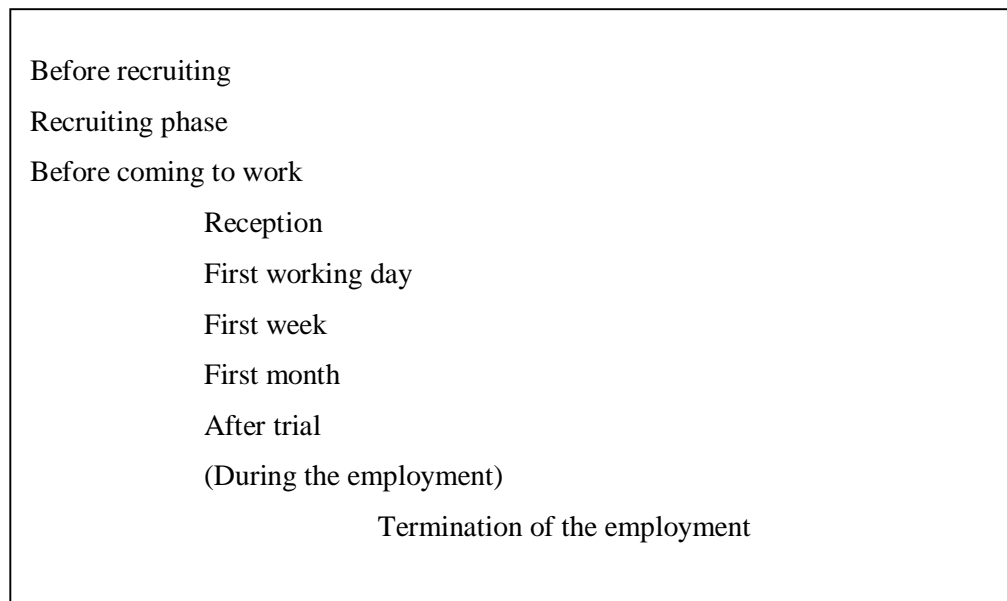 Before recruiting
Recruiting phase
Before coming to work
Reception
First working day
First week
First month
After trial
(During the employment)
Termination of the employment